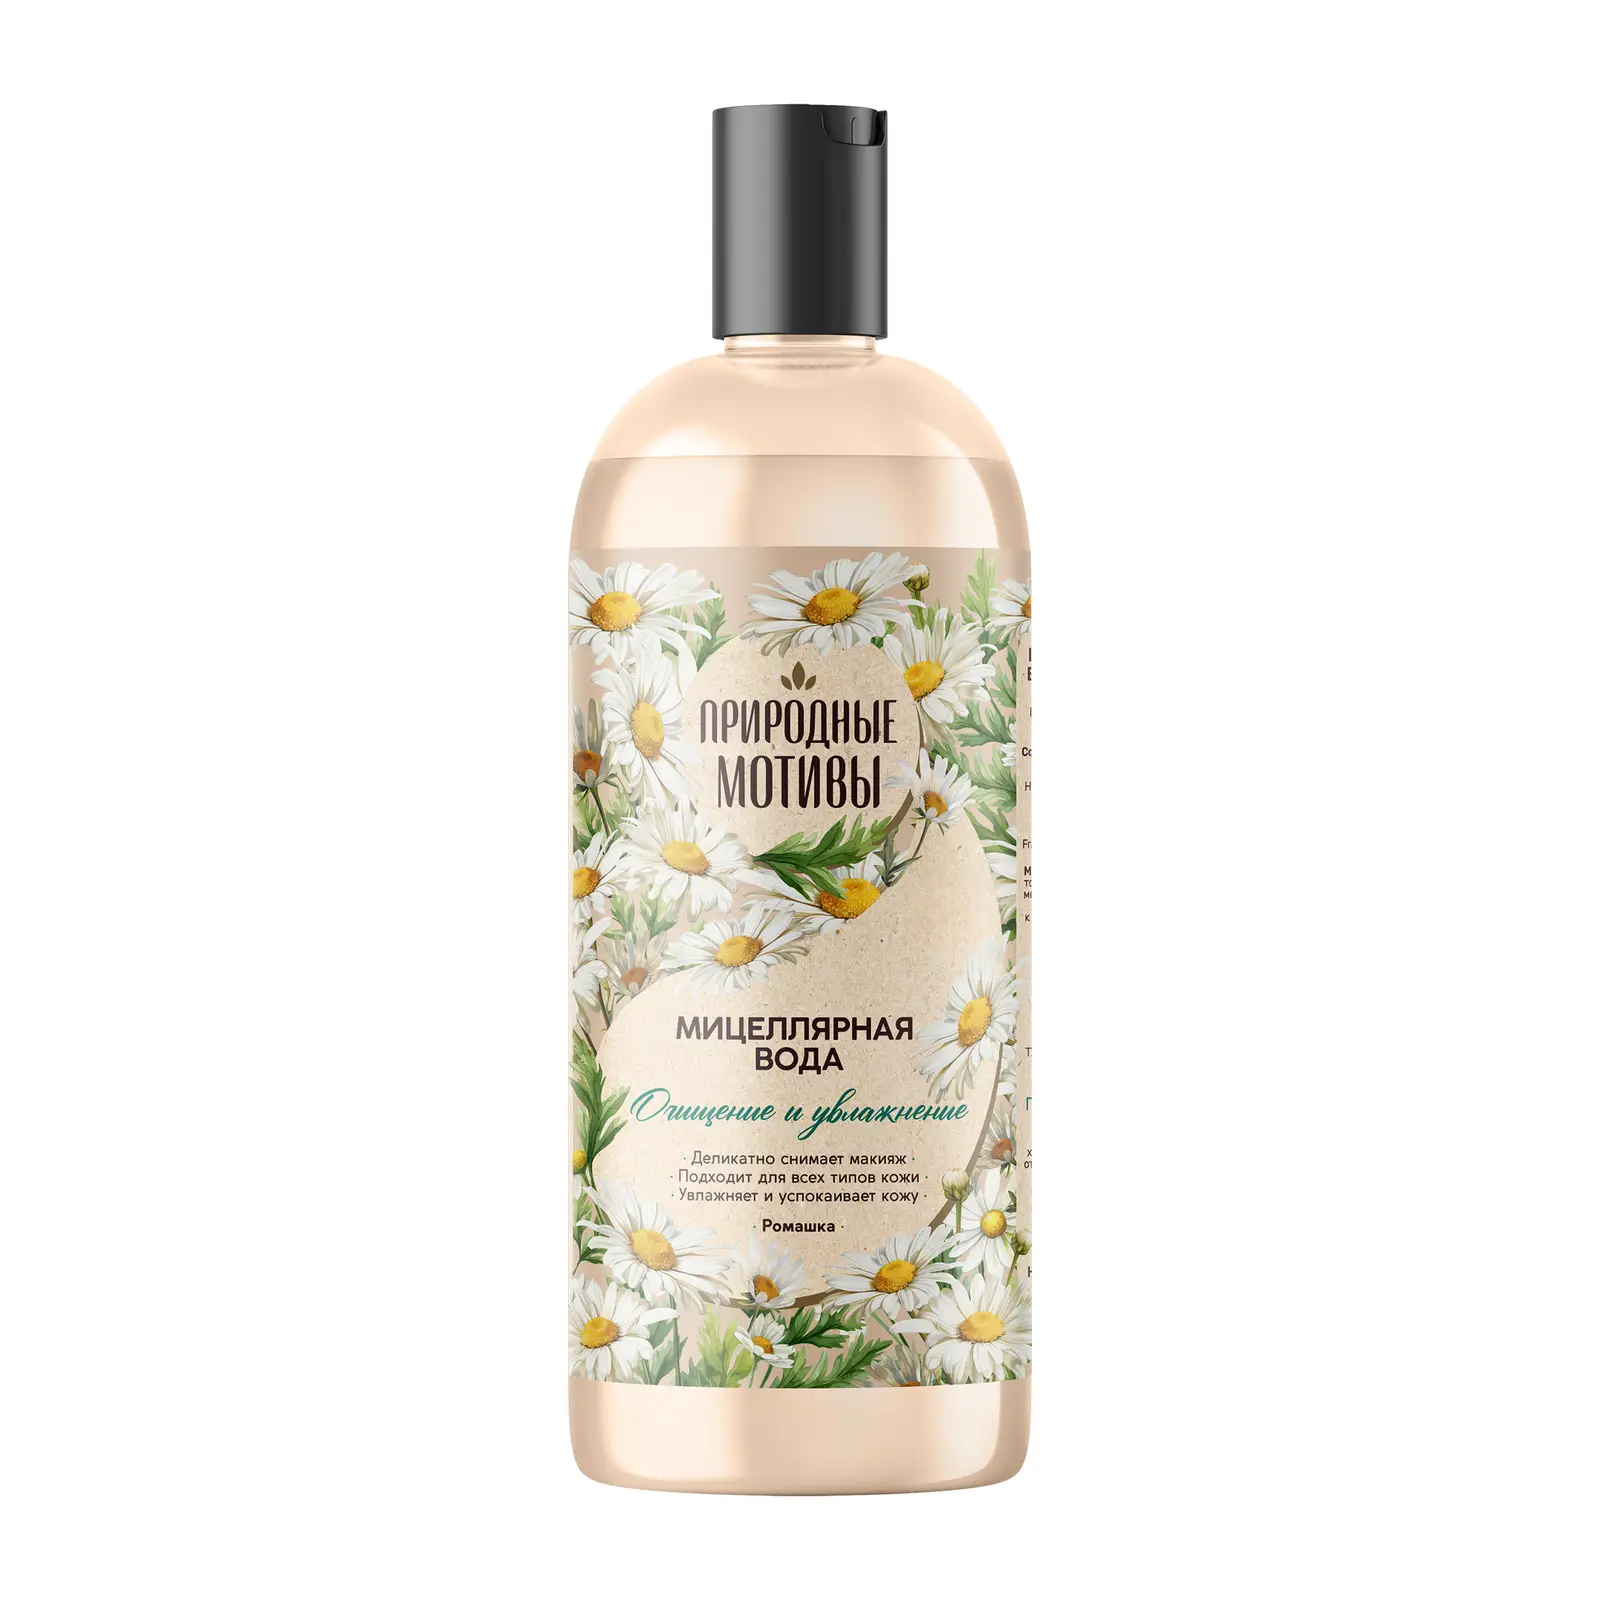 ПРИРОДНЫЕ
МОТИВЫ
МИЦЕЛЛЯРНАЯ
ВОДА
Очищение и увлажнение
· Деликатно снимает макияж ·
· Подходит для всех типов кожи ·
· Увлажняет и успокаивает кожу ·
· Ромашка ·